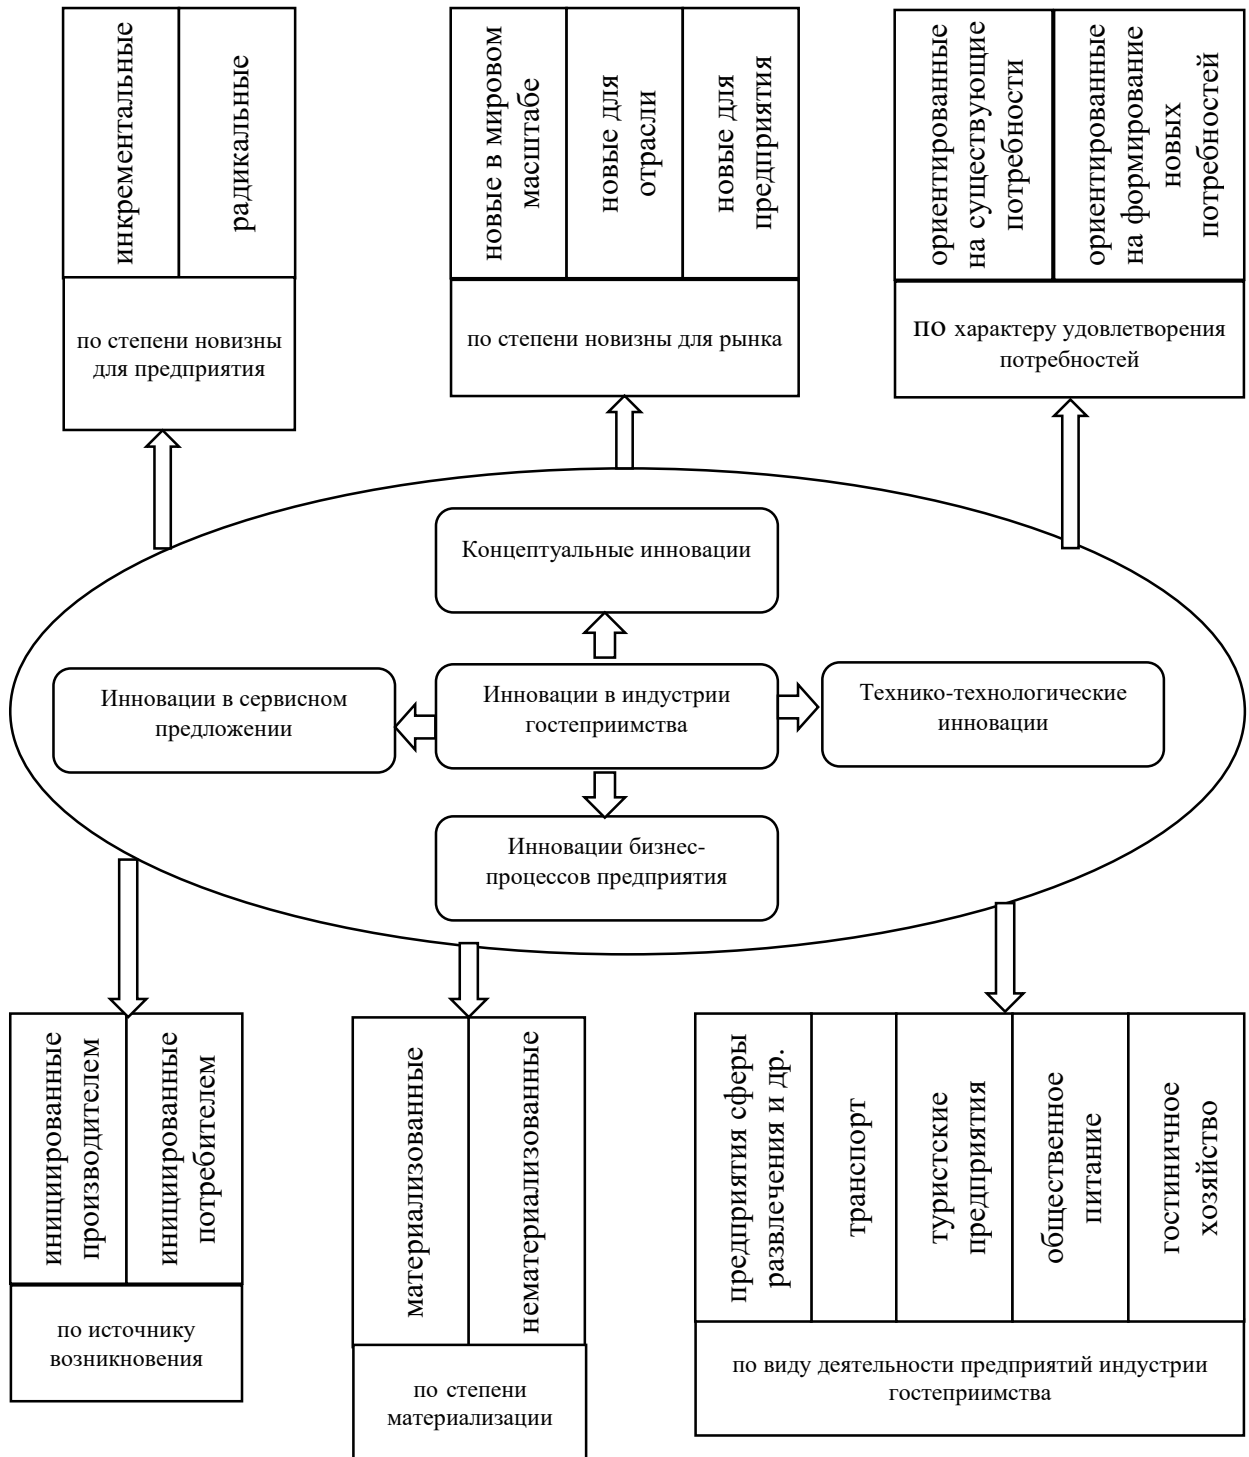 инкрементальные
радикальные
по степени новизны
для предприятия
новые в мировом
масштабе
новые для
отрасли
новые для
предприятия
по степени новизны для рынка
ориентированные
на существующие
потребности
ориентированные
на формирование
новых
потребностей
по характеру удовлетворения
потребностей
Концептуальные инновации
Инновации в сервисном
предложении
Инновации в индустрии
гостеприимства
Технико-технологические
инновации
Инновации бизнес-
процессов предприятия
инициированные
производителем
инициированные
потребителем
по источнику
возникновения
материализованные
нематериализованные
по степени
материализации
предприятия сферы
развлечения и др.
транспорт
туристские
предприятия
общественное
питание
гостиничное
хозяйство
по виду деятельности предприятий индустрии
гостеприимства